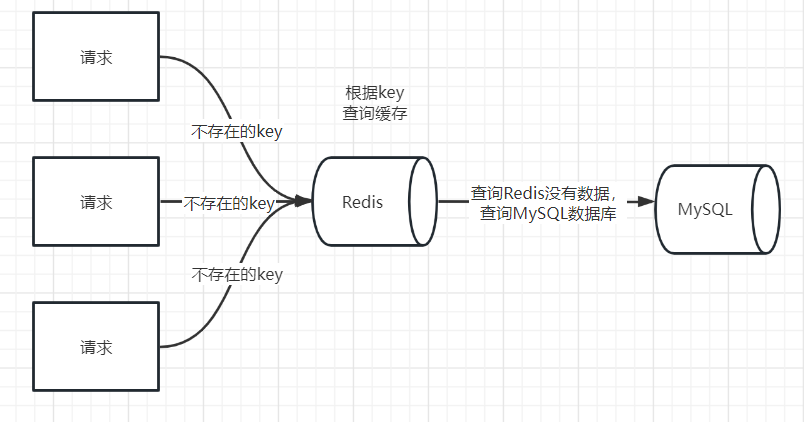 请求
不存在的key
根据key
查询缓存
请求
不存在的key
Redis
查询Redis没有数据，
查询MySQL数据库
MySQL
不存在的key
请求